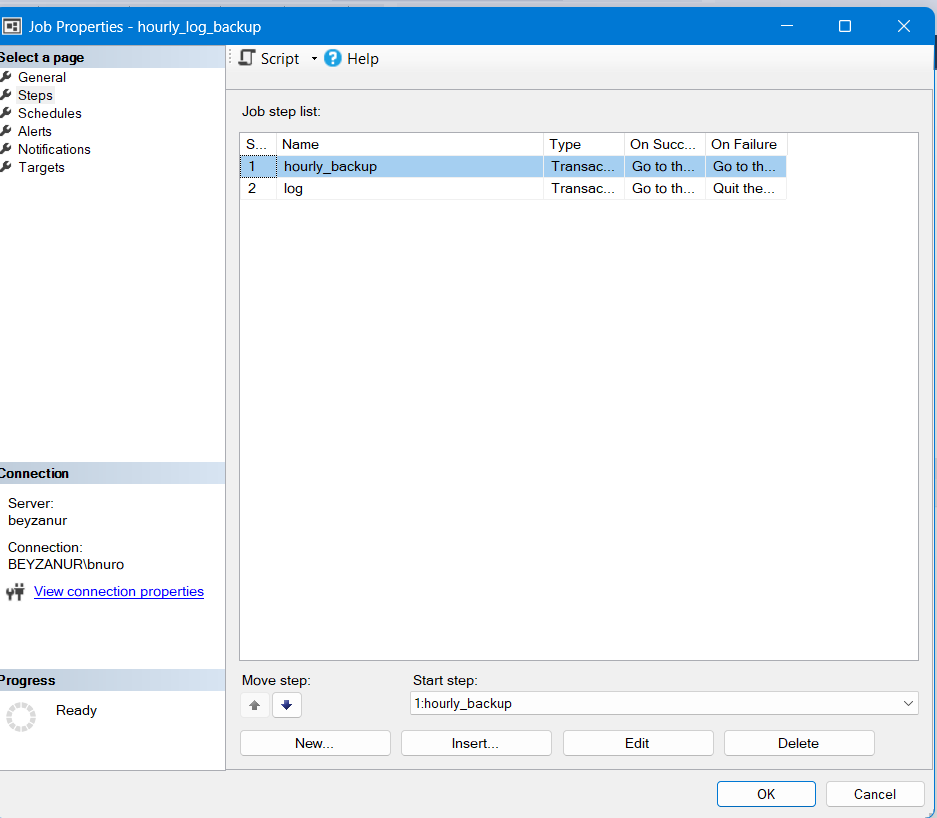 Job Properties - hourly_log_backup
Select a page
General
Steps
Schedules
Alerts
Notifications
Targets
Script
Help
Job step list:
S... Name Type On Succ... On Failure
1 hourly_backup Transac... Go to th... Go to th...
2 log Transac... Go to th... Quit the...
Connection
Server:
beyzanur
Connection:
BEYZANUR\bnuro
View connection properties
Progress
Ready
Move step:
Start step:
1:hourly_backup
New... Insert... Edit Delete
OK Cancel